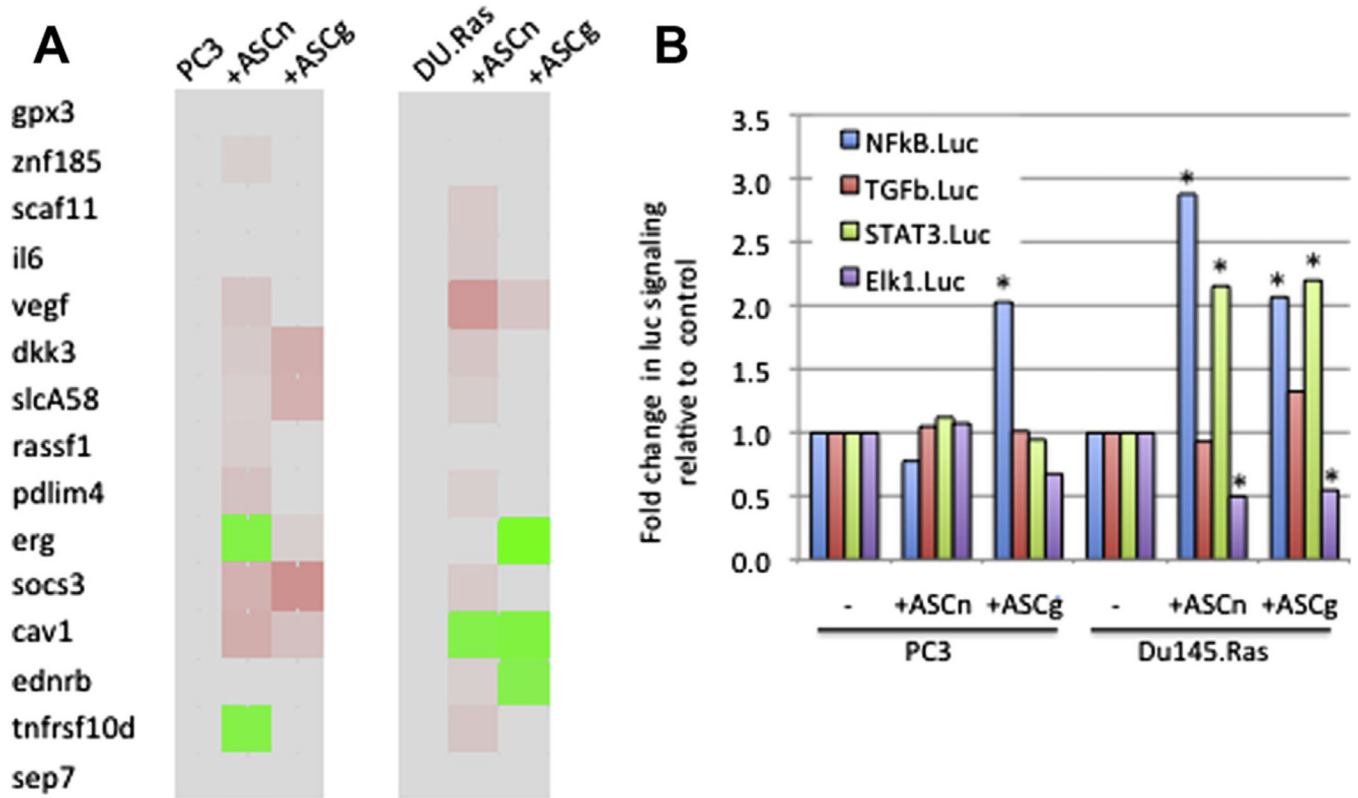 A
PC3 +ASCn +ASCg
DU.Ras +ASCn +ASCg
gpx3
znf185
scaf11
il6
vegf
dkk3
slcA58
rassf1
pdlim4
erg
socs3
cav1
ednrb
tnfrsf10d
sep7
B
Fold change in luc signaling
relative to control
3.5
3.0
2.5
2.0
1.5
1.0
0.5
0.0
NFkB.Luc
TGFb.Luc
STAT3.Luc
Elk1.Luc
*
*
*
*
*
*
*
- +ASCn +ASCg - +ASCn +ASCg
PC3 Du145.Ras